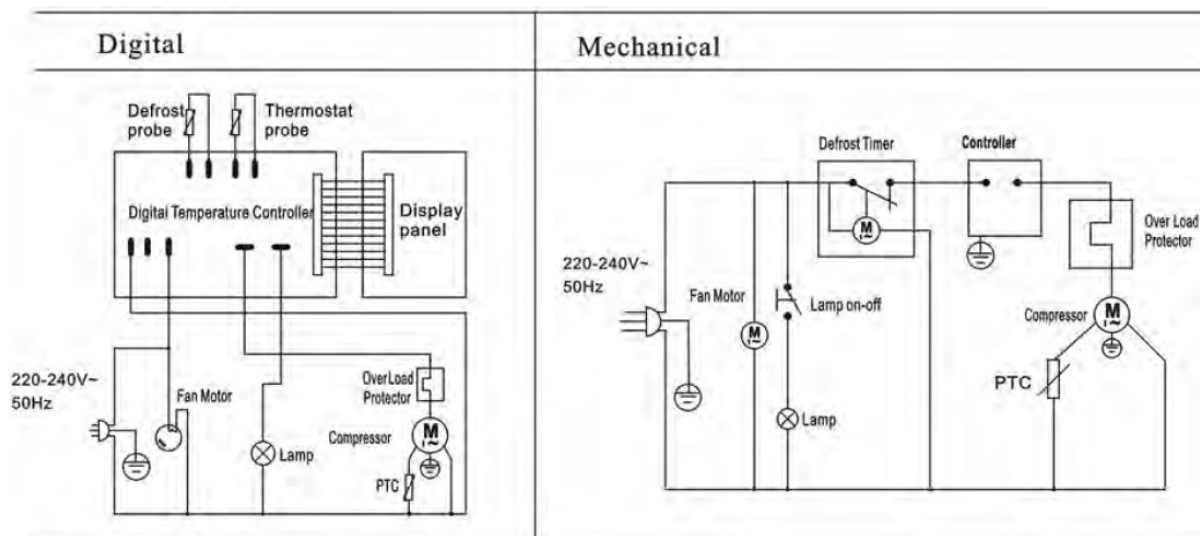 Digital
Defrost
probe
Thermostat
probe
Digital Temperature Controller
Display
panel
220-240V~
50Hz
Fan Motor
Lamp
Over Load
Protector
Compressor
M
~
PTC
Mechanical
Defrost Timer
Controller
M
~
Over Load
Protector
220-240V~
50Hz
Fan Motor
M
~
Lamp on-off
Lamp
Compressor
M
~
PTC